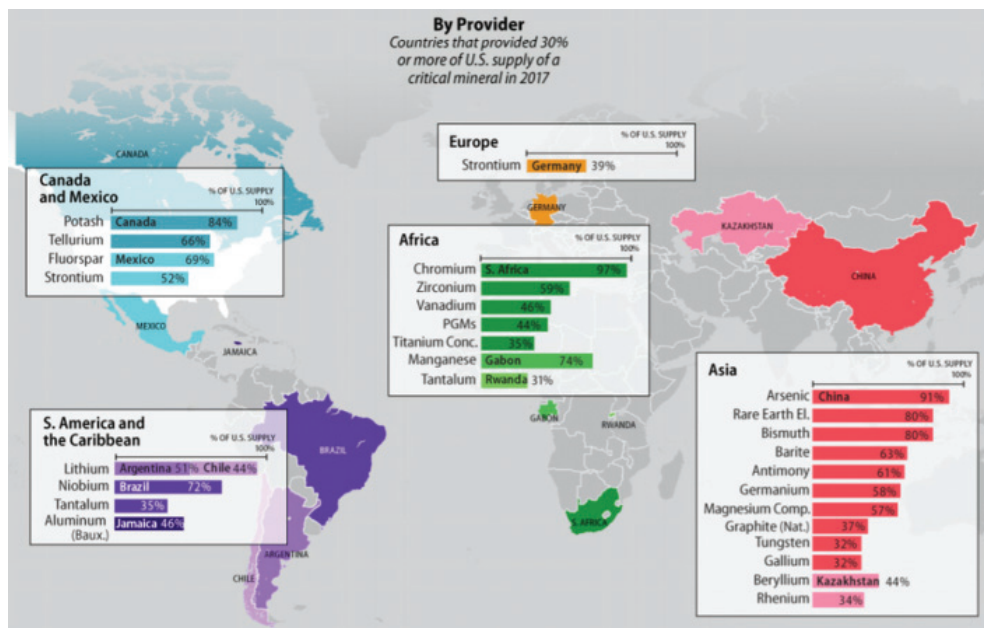 By Provider
Countries that provided 30%
or more of U.S. supply of a
critical mineral in 2017
CANADA
Canada
and Mexico
% OF U.S. SUPPLY
100%
Potash Canada 84%
Tellurium 66%
Fluorspar Mexico 69%
Strontium 52%
MEXICO
JAMAICA
Europe
% OF U.S. SUPPLY
100%
Strontium Germany 39%
GERMANY
KAZAKHSTAN
CHINA
Africa
% OF U.S. SUPPLY
100%
Chromium S. Africa 97%
Zirconium 59%
Vanadium 46%
PGMs 44%
Titanium Conc. 35%
Manganese Gabon 74%
Tantalum Rwanda 31%
GABON
RWANDA
S. AFRICA
S. America and
the Caribbean
% OF U.S. SUPPLY
100%
Lithium Argentina 51% Chile 44%
Niobium Brazil 72%
Tantalum 35%
Aluminum Jamaica 46%
(Baux.)
BRAZIL
ARGENTINA
CHILE
Asia
% OF U.S. SUPPLY
100%
Arsenic China 91%
Rare Earth El. 80%
Bismuth 80%
Barite 63%
Antimony 61%
Germanium 58%
Magnesium Comp. 57%
Graphite (Nat.) 37%
Tungsten 32%
Gallium 32%
Beryllium Kazakhstan 44%
Rhenium 34%